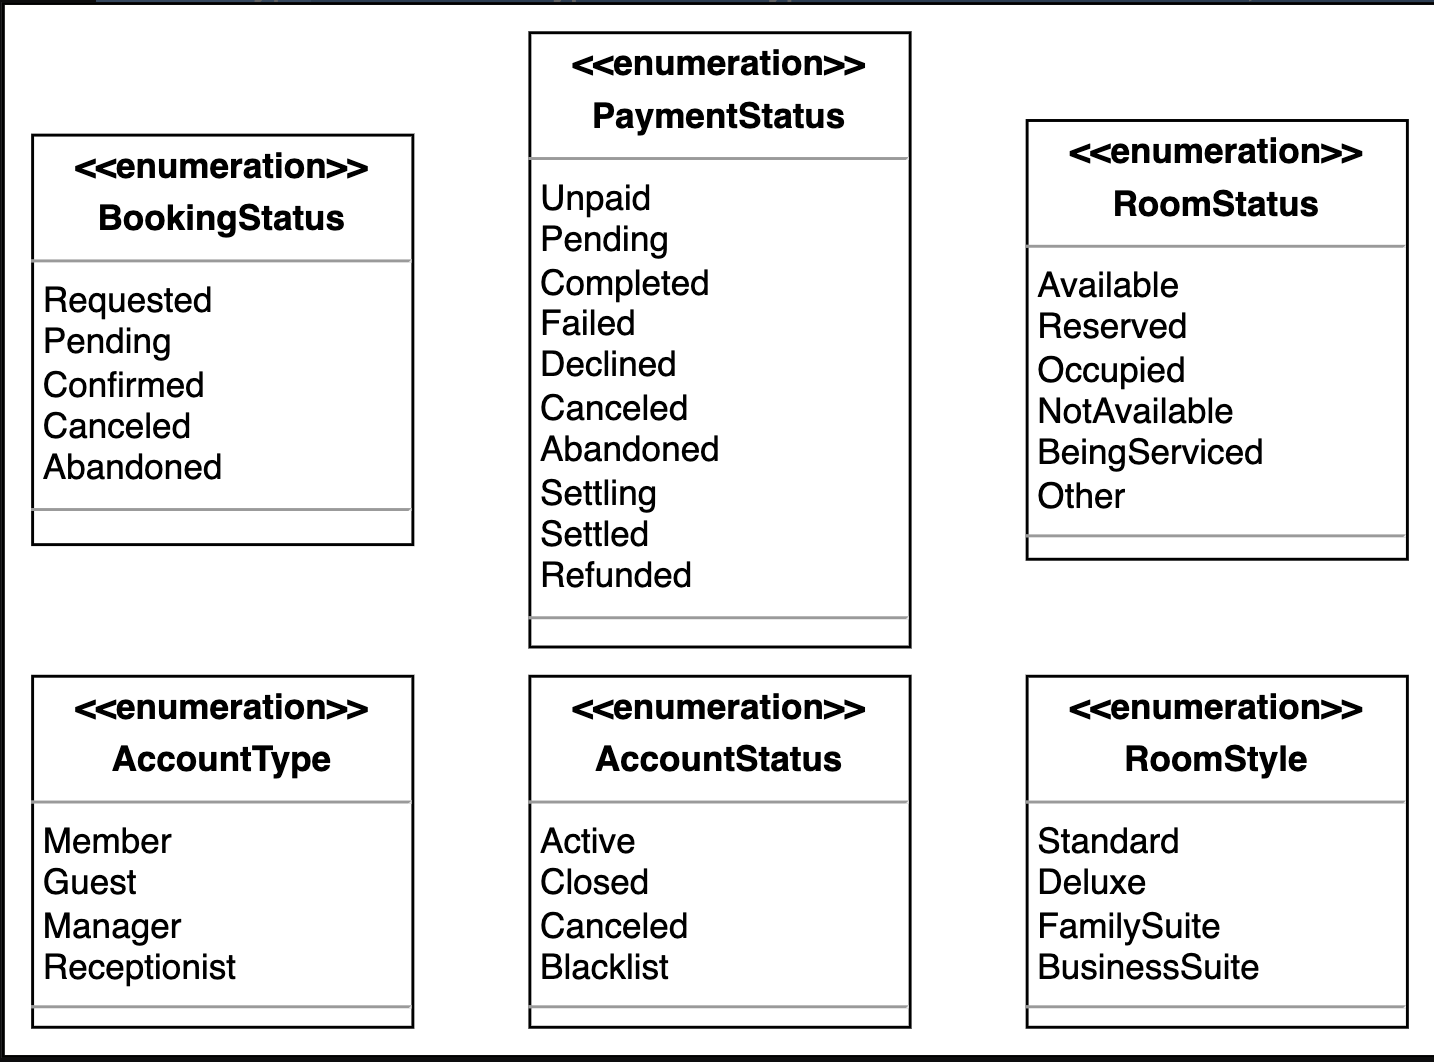 <<enumeration>>
BookingStatus
Requested
Pending
Confirmed
Canceled
Abandoned
<<enumeration>>
PaymentStatus
Unpaid
Pending
Completed
Failed
Declined
Canceled
Abandoned
Settling
Settled
Refunded
<<enumeration>>
RoomStatus
Available
Reserved
Occupied
NotAvailable
BeingServiced
Other
<<enumeration>>
AccountType
Member
Guest
Manager
Receptionist
<<enumeration>>
AccountStatus
Active
Closed
Canceled
Blacklist
<<enumeration>>
RoomStyle
Standard
Deluxe
FamilySuite
BusinessSuite